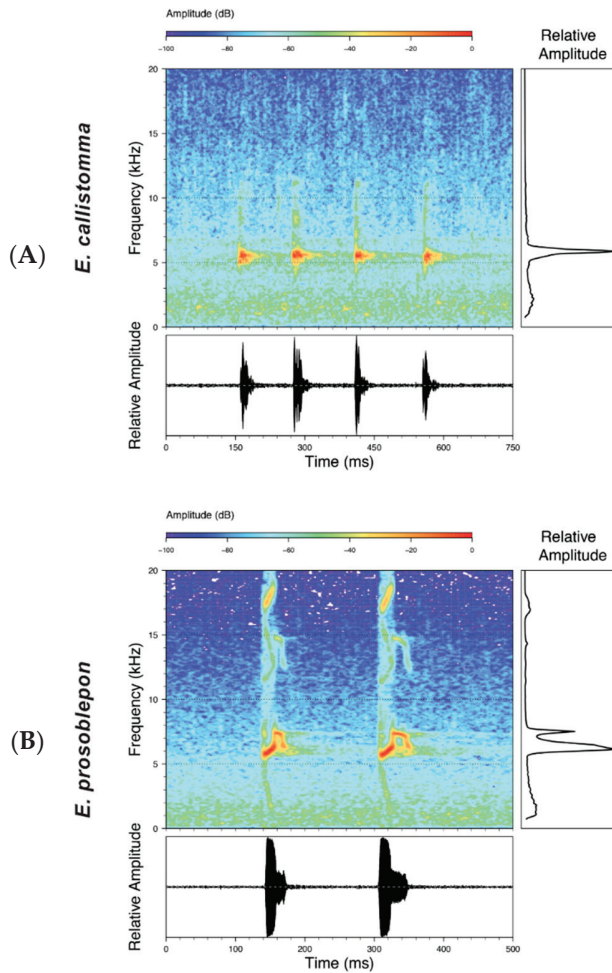 Amplitude (dB)
−100 −80 −60 −40 −20 0
Relative
Amplitude
(A)
E. callistomma
Frequency (kHz)
20
15
10
5
0
Relative Amplitude
0 150 300 450 600 750
Time (ms)
Amplitude (dB)
−100 −80 −60 −40 −20 0
Relative
Amplitude
(B)
E. prosoblepon
Frequency (kHz)
20
15
10
5
0
Relative Amplitude
0 100 200 300 400 500
Time (ms)